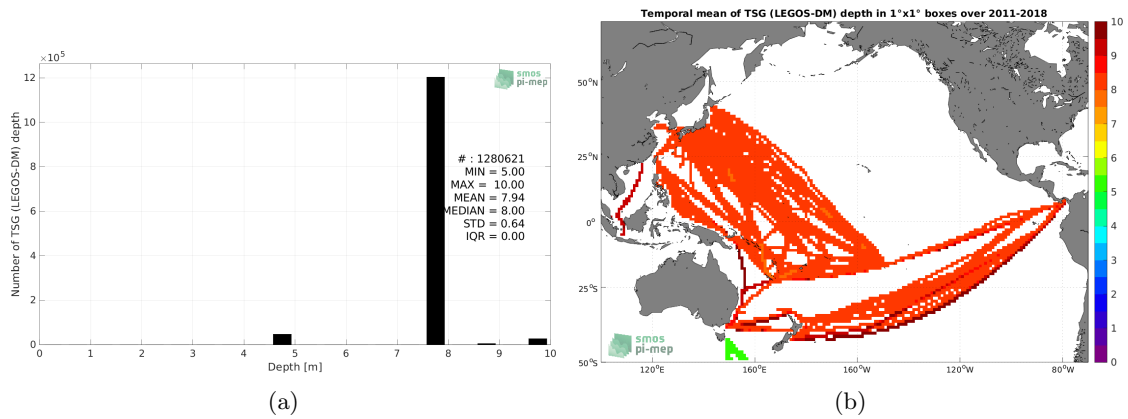 ×10⁵
12
10
8
6
4
2
0
Number of TSG (LEGOS-DM) depth
smos
pi-mep
# : 1280621
MIN = 5.00
MAX = 10.00
MEAN = 7.94
MEDIAN = 8.00
STD = 0.64
IQR = 0.00
0 1 2 3 4 5 6 7 8 9 10
Depth [m]
(a)
Temporal mean of TSG (LEGOS-DM) depth in 1°x1° boxes over 2011-2018
50°N
25°N
0°
25°S
50°S
120°E 160°E 160°W 120°W 80°W
smos
pi-mep
10
9
8
7
6
5
4
3
2
1
0
(b)